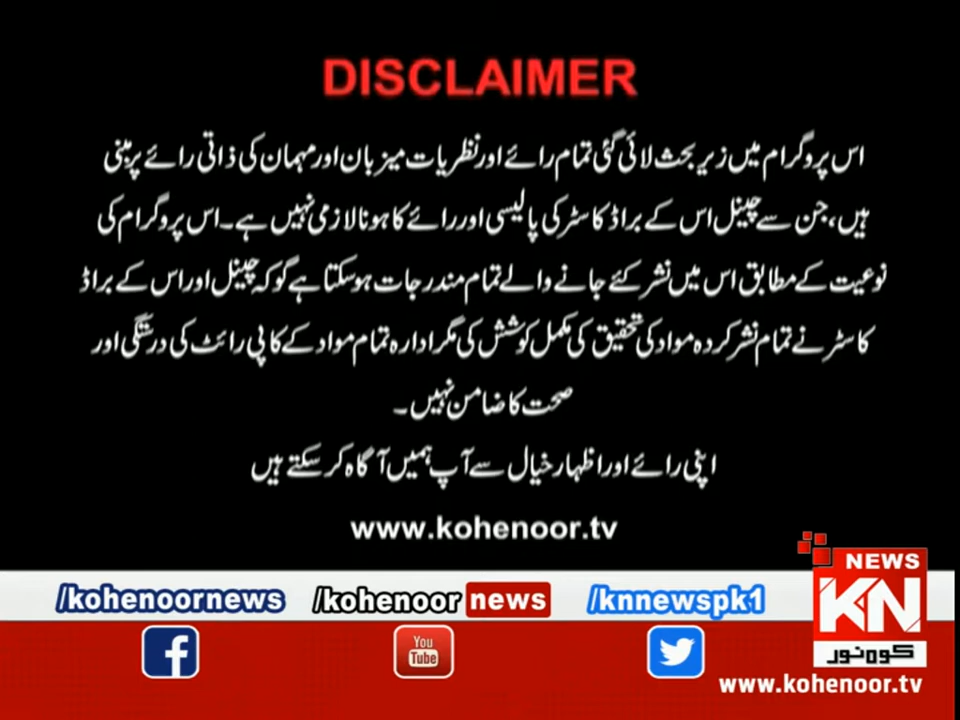 DISCLAIMER
اس پروگرام میں زیرِ بحث لائی گئی تمام رائے اور نظریات میزبان اور مہمان کی ذاتی رائے پر مبنی
ہیں، جن سے چینل اس کے براڈ کاسٹر کی پالیسی اور رائے کا ہونا لازمی نہیں ہے۔ اس پروگرام کی
نوعیت کے مطابق اس میں نشر کئے جانے والے تمام مندرجات ہو سکتا ہے گو کہ چینل اور اس کے براڈ
کاسٹر نے تمام نشر کردہ مواد کی تحقیق کی مکمل کوشش کی مگر ادارہ تمام مواد کے کاپی رائٹ کی درستگی اور
صحت کا ضامن نہیں۔
اپنی رائے اور اظہار خیال سے آپ ہمیں آگاہ کر سکتے ہیں
www.kohenoor.tv
/kohenoornews /kohenoor news /knnewspk1
You Tube
NEWS
KN
کوہ نور
www.kohenoor.tv